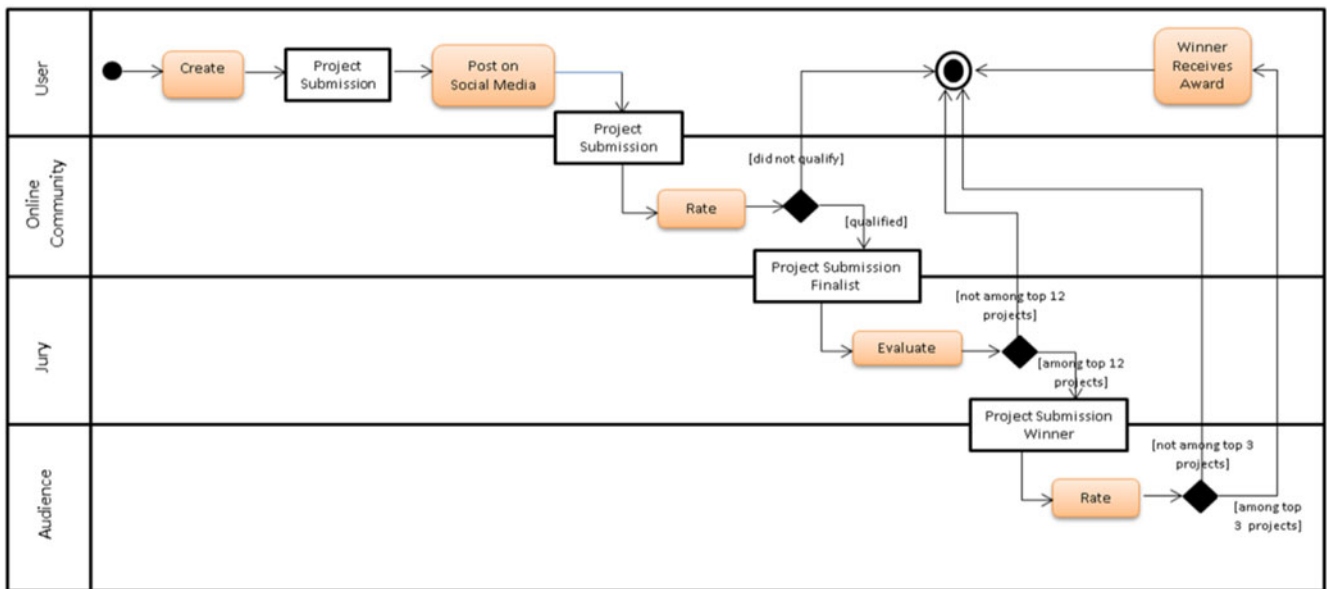 User
Create
Project
Submission
Post on
Social Media
Winner
Receives
Award
Project
Submission
Online
Community
[did not qualify]
Rate
[qualified]
Project Submission
Finalist
Jury
[not among top 12
projects]
Evaluate
[among top 12
projects]
Project Submission
Winner
Audience
[not among top 3
projects]
Rate
[among top
3 projects]